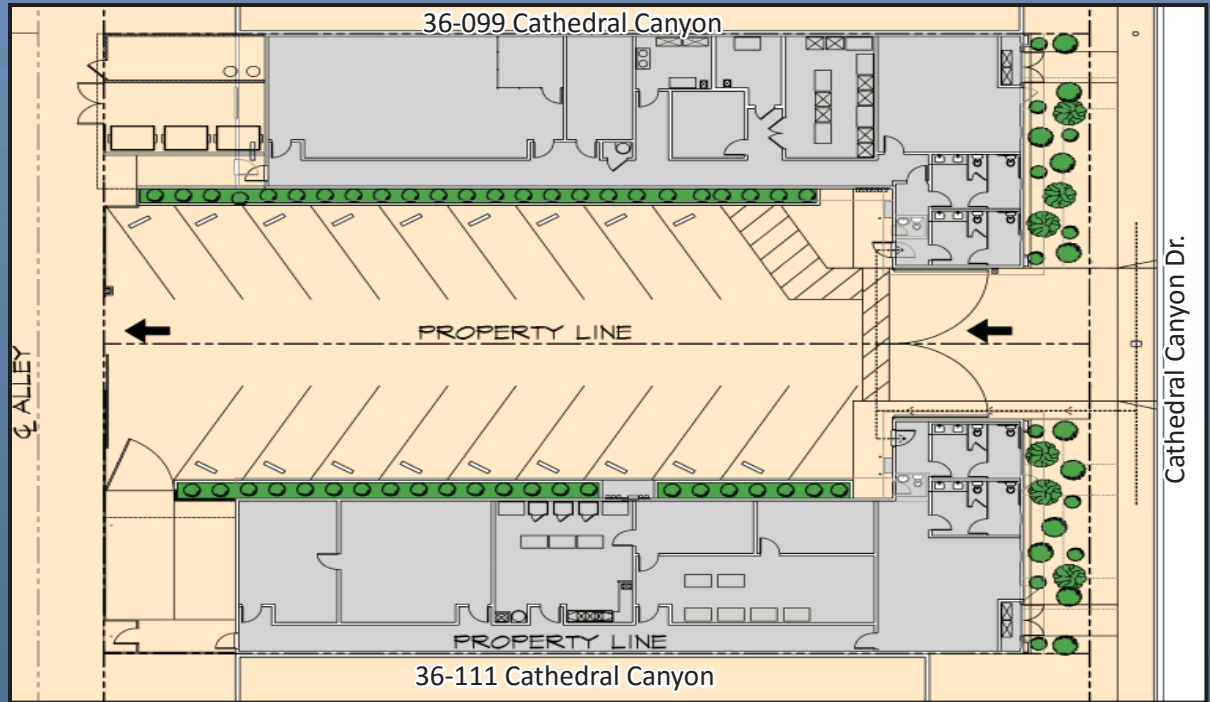 36-099 Cathedral Canyon
PROPERTY LINE
℄ ALLEY
Cathedral Canyon Dr.
PROPERTY LINE
36-111 Cathedral Canyon